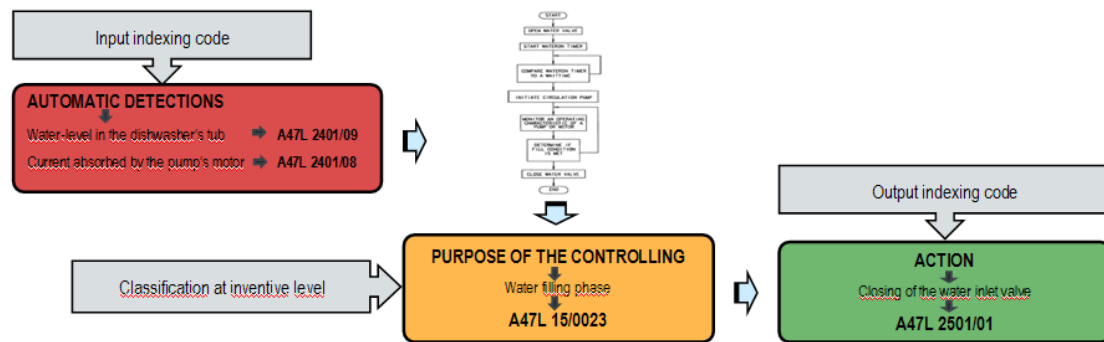 Input indexing code
AUTOMATIC DETECTIONS
Water-level in the dishwasher's tub A47L 2401/09
Current absorbed by the pump's motor A47L 2401/08
START
OPEN WATER VALVE
START WATERON TIMER
COMPARE WATERON TIMER
TO A WAITTIME
INITIATE CIRCULATION PUMP
MONITOR AN OPERATING
CHARACTERISTIC OF A
PUMP OR MOTOR
DETERMINE IF
FILL CONDITION
IS MET
CLOSE WATER VALVE
END
Classification at inventive level
PURPOSE OF THE CONTROLLING
Water filling phase
A47L 15/0023
Output indexing code
ACTION
Closing of the water inlet valve
A47L 2501/01